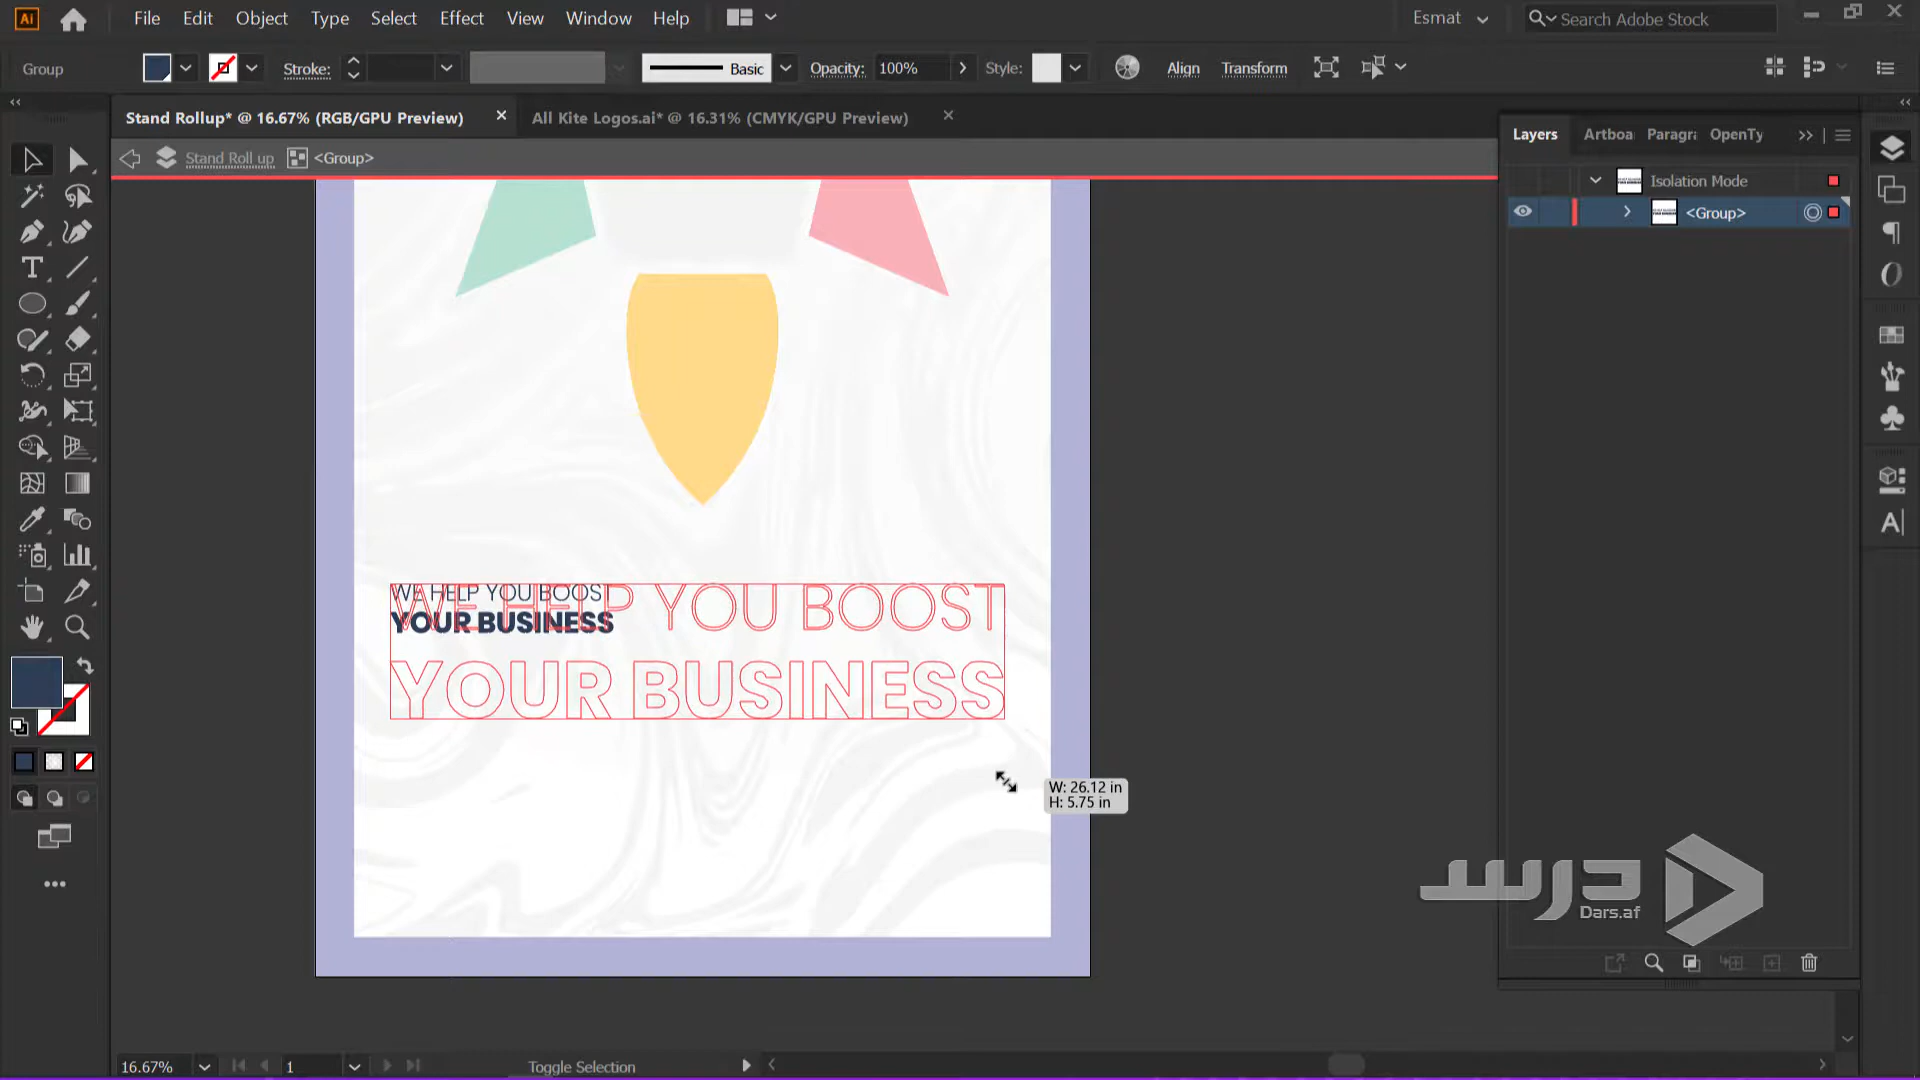 Ai File Edit Object Type Select Effect View Window Help Esmat Search Adobe Stock
Group Stroke: Basic Opacity: 100% Style: Align Transform
Stand Rollup* @ 16.67% (RGB/GPU Preview) All Kite Logos.ai* @ 16.31% (CMYK/GPU Preview)
Stand Roll up <Group>
Layers Artboa Paragra OpenTy
Isolation Mode
<Group>
WE HELP YOU BOOST
YOUR BUSINESS
WE HELP YOU BOOST
YOUR BUSINESS
W: 26.12 in
H: 5.75 in
درس
Dars.af
16.67% 1 Toggle Selection